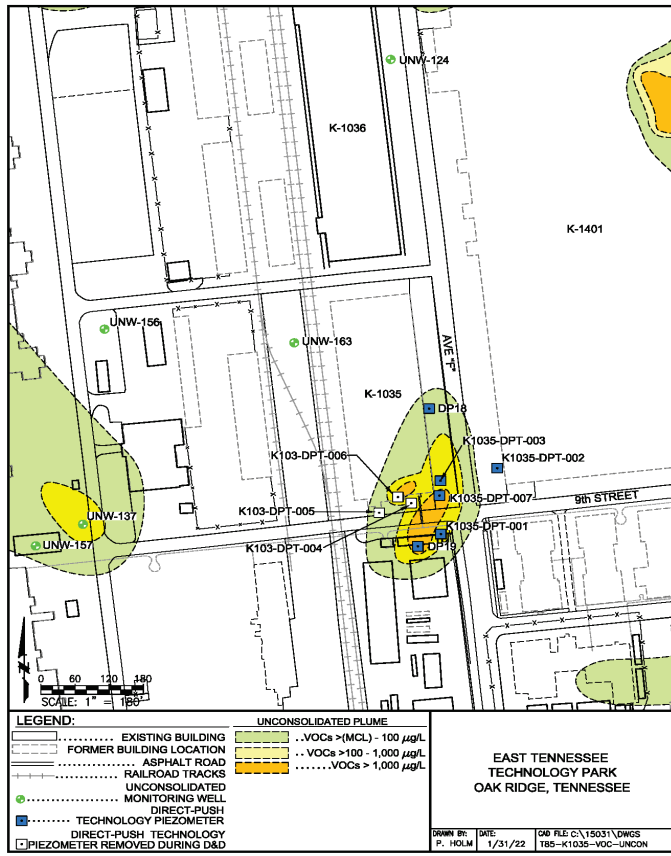 UNW-124
K-1036
K-1401
UNW-156
UNW-163
AVE "F"
K-1035
DP18
K1035-DPT-003
K103-DPT-006
K1035-DPT-002
K1035-DPT-007
9th STREET
K103-DPT-005
UNW-137
K1035-DPT-001
UNW-157
K103-DPT-004
DP19
N
0 60 120 180
SCALE: 1" = 180'
LEGEND:
EXISTING BUILDING
FORMER BUILDING LOCATION
ASPHALT ROAD
RAILROAD TRACKS
UNCONSOLIDATED
MONITORING WELL
DIRECT-PUSH
TECHNOLOGY PIEZOMETER
DIRECT-PUSH TECHNOLOGY
PIEZOMETER REMOVED DURING D&D
UNCONSOLIDATED PLUME
VOCs >(MCL) - 100 µg/L
VOCs >100 - 1,000 µg/L
VOCs > 1,000 µg/L
EAST TENNESSEE
TECHNOLOGY PARK
OAK RIDGE, TENNESSEE
DRAWN BY: P. HOLM
DATE: 1/31/22
CAD FILE: C:\15031\DWGS
T85-K1035-VOC-UNCON